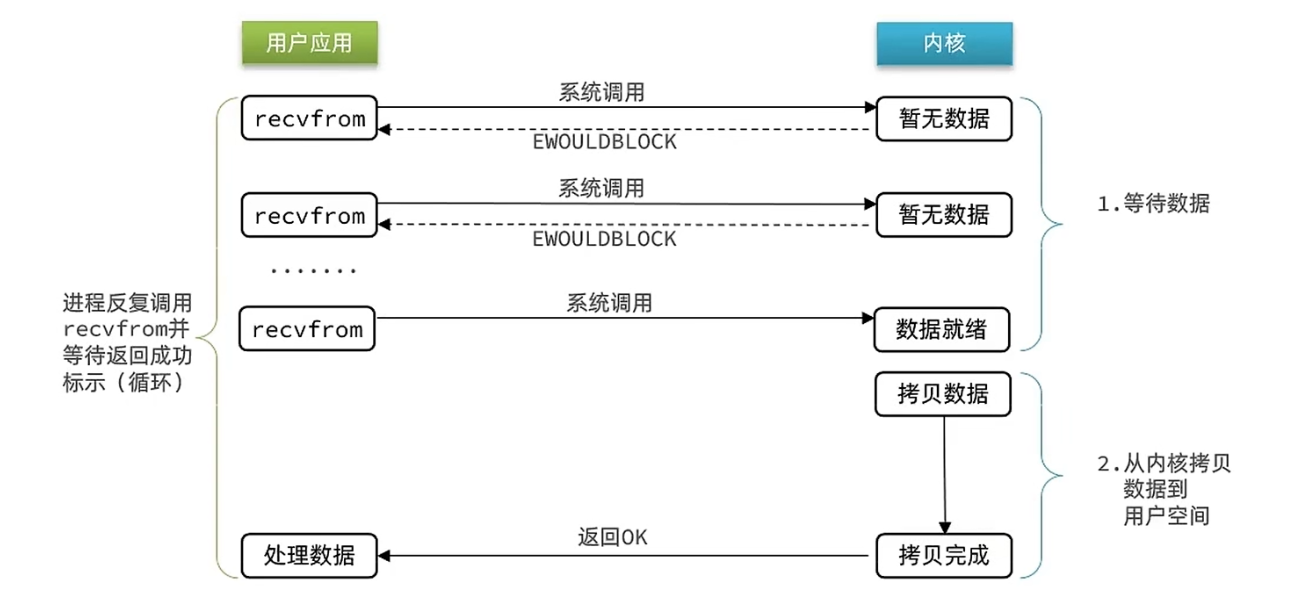 用户应用
内核
系统调用
recvfrom
暂无数据
EWOULDBLOCK
系统调用
recvfrom
暂无数据
EWOULDBLOCK
1.等待数据
.......
进程反复调用
recvfrom并
等待返回成功
标示（循环）
系统调用
recvfrom
数据就绪
拷贝数据
2.从内核拷贝
数据到
用户空间
返回OK
处理数据
拷贝完成